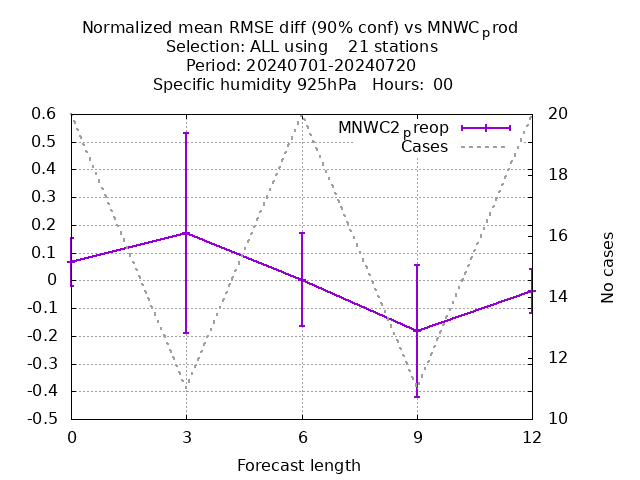 Normalized mean RMSE diff (90% conf) vs MNWCprod
Selection: ALL using    21 stations
Period: 20240701-20240720
Specific humidity 925hPa   Hours:  00
MNWC2preop
Cases
0.6
0.5
0.4
0.3
0.2
0.1
0
-0.1
-0.2
-0.3
-0.4
-0.5
20
18
16
14
12
10
No cases
0 3 6 9 12
Forecast length